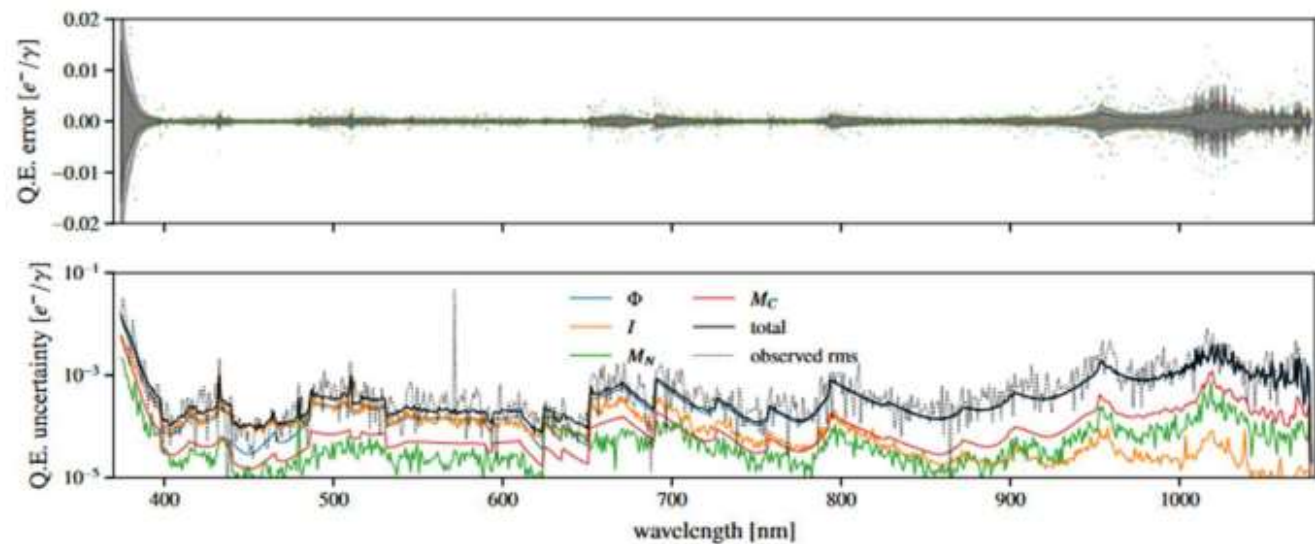 Q.E. error [e⁻/γ]
0.02
0.01
0.00
−0.01
−0.02
Q.E. uncertainty [e⁻/γ]
10⁻¹
10⁻³
10⁻⁵
Φ
I
M_N
M_C
total
observed rms
400 500 600 700 800 900 1000
wavelength [nm]